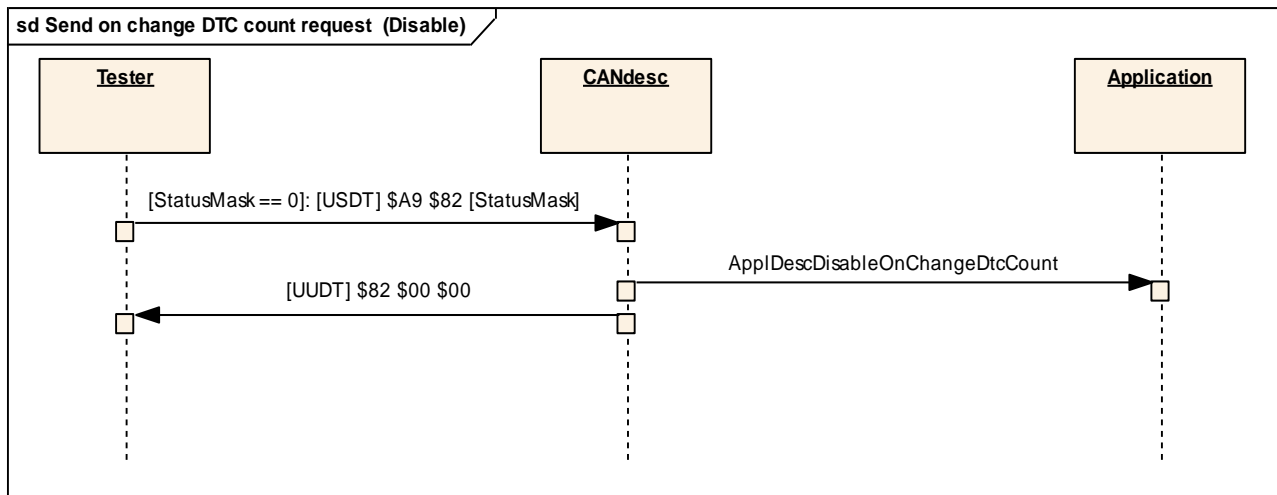 sd Send on change DTC count request (Disable)
Tester
CANdesc
Application
[StatusMask == 0]: [USDT] $A9 $82 [StatusMask]
ApplDescDisableOnChangeDtcCount
[UUDT] $82 $00 $00